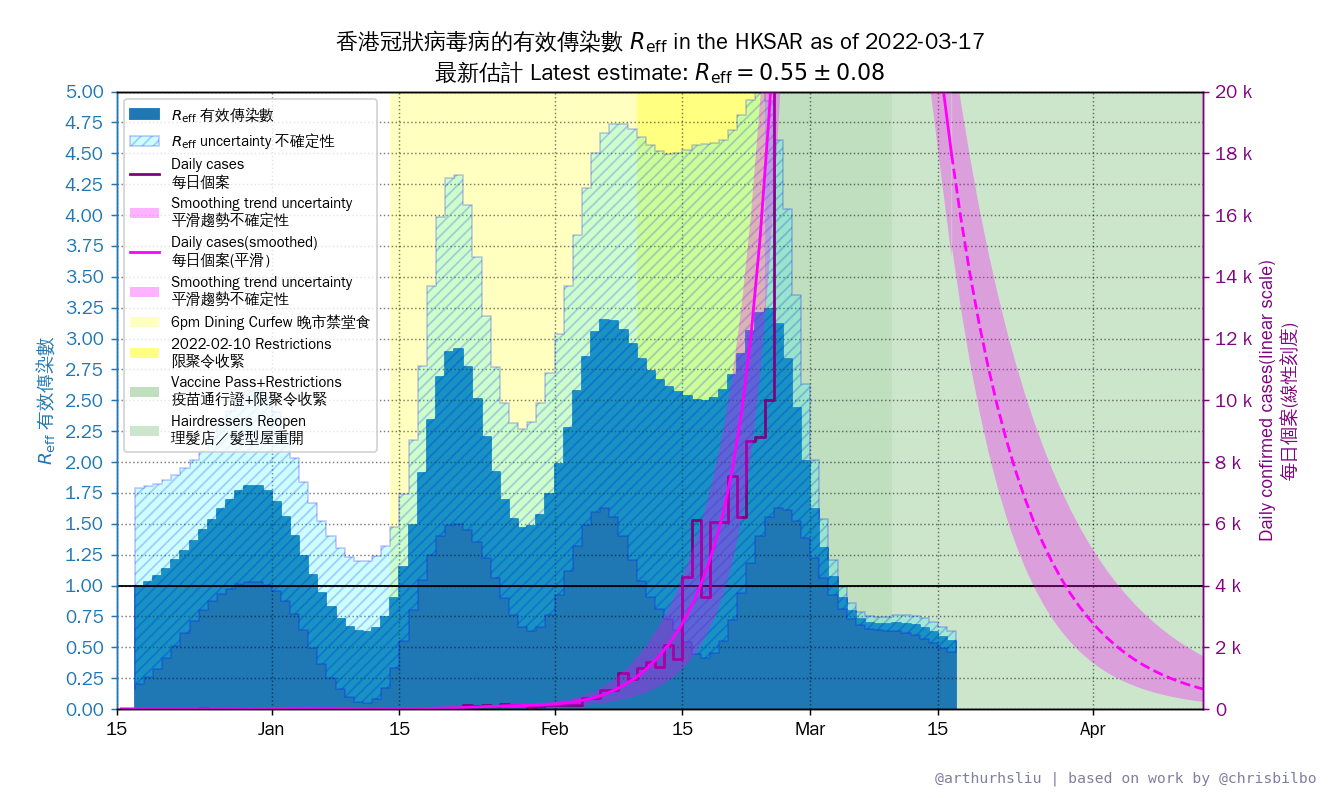 香港冠狀病毒病的有效傳染數 Reff in the HKSAR as of 2022-03-17
最新估計 Latest estimate: Reff = 0.55 ± 0.08
5.00
4.75
4.50
4.25
4.00
3.75
3.50
3.25
3.00
2.75
2.50
2.25
2.00
1.75
1.50
1.25
1.00
0.75
0.50
0.25
0.00
Reff 有效傳染數
Reff 有效傳染數
Reff uncertainty 不確定性
Daily cases
每日個案
Smoothing trend uncertainty
平滑趨勢不確定性
Daily cases(smoothed)
每日個案(平滑）
Smoothing trend uncertainty
平滑趨勢不確定性
6pm Dining Curfew 晚市禁堂食
2022-02-10 Restrictions
限聚令收緊
Vaccine Pass+Restrictions
疫苗通行證+限聚令收緊
Hairdressers Reopen
理髮店／髮型屋重開
20 k
18 k
16 k
14 k
12 k
10 k
8 k
6 k
4 k
2 k
0
Daily confirmed cases(linear scale)
每日個案(線性刻度)
15
Jan
15
Feb
15
Mar
15
Apr
@arthurhsliu | based on work by @chrisbilbo